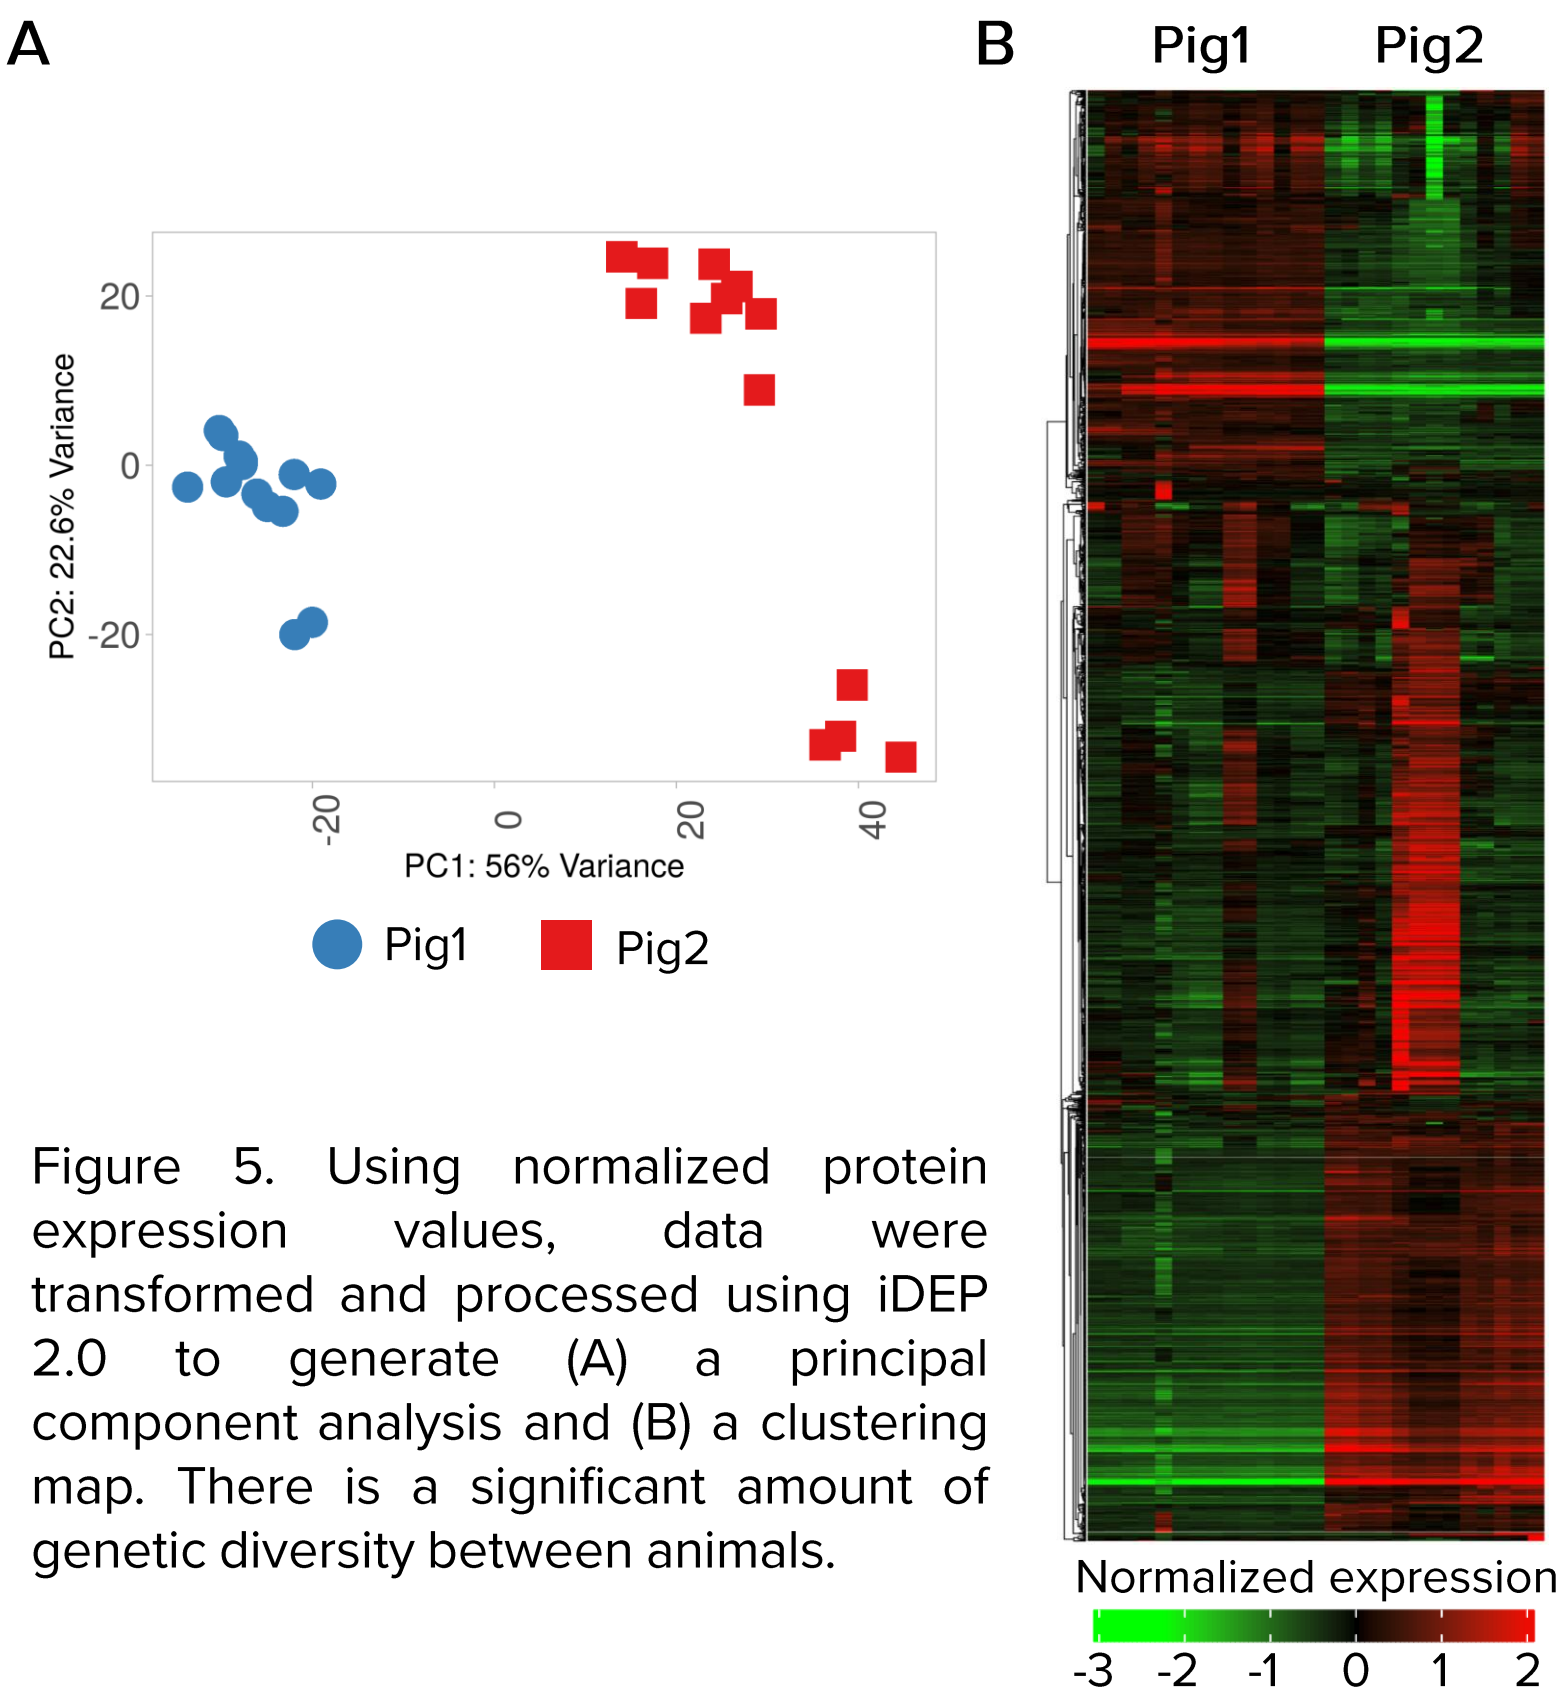 A
B
Pig1 Pig2
20
0
-20
PC2: 22.6% Variance
-20 0 20 40
PC1: 56% Variance
Pig1 Pig2
Figure 5. Using normalized protein
expression values, data were
transformed and processed using iDEP
2.0 to generate (A) a principal
component analysis and (B) a clustering
map. There is a significant amount of
genetic diversity between animals.
Normalized expression
-3 -2 -1 0 1 2